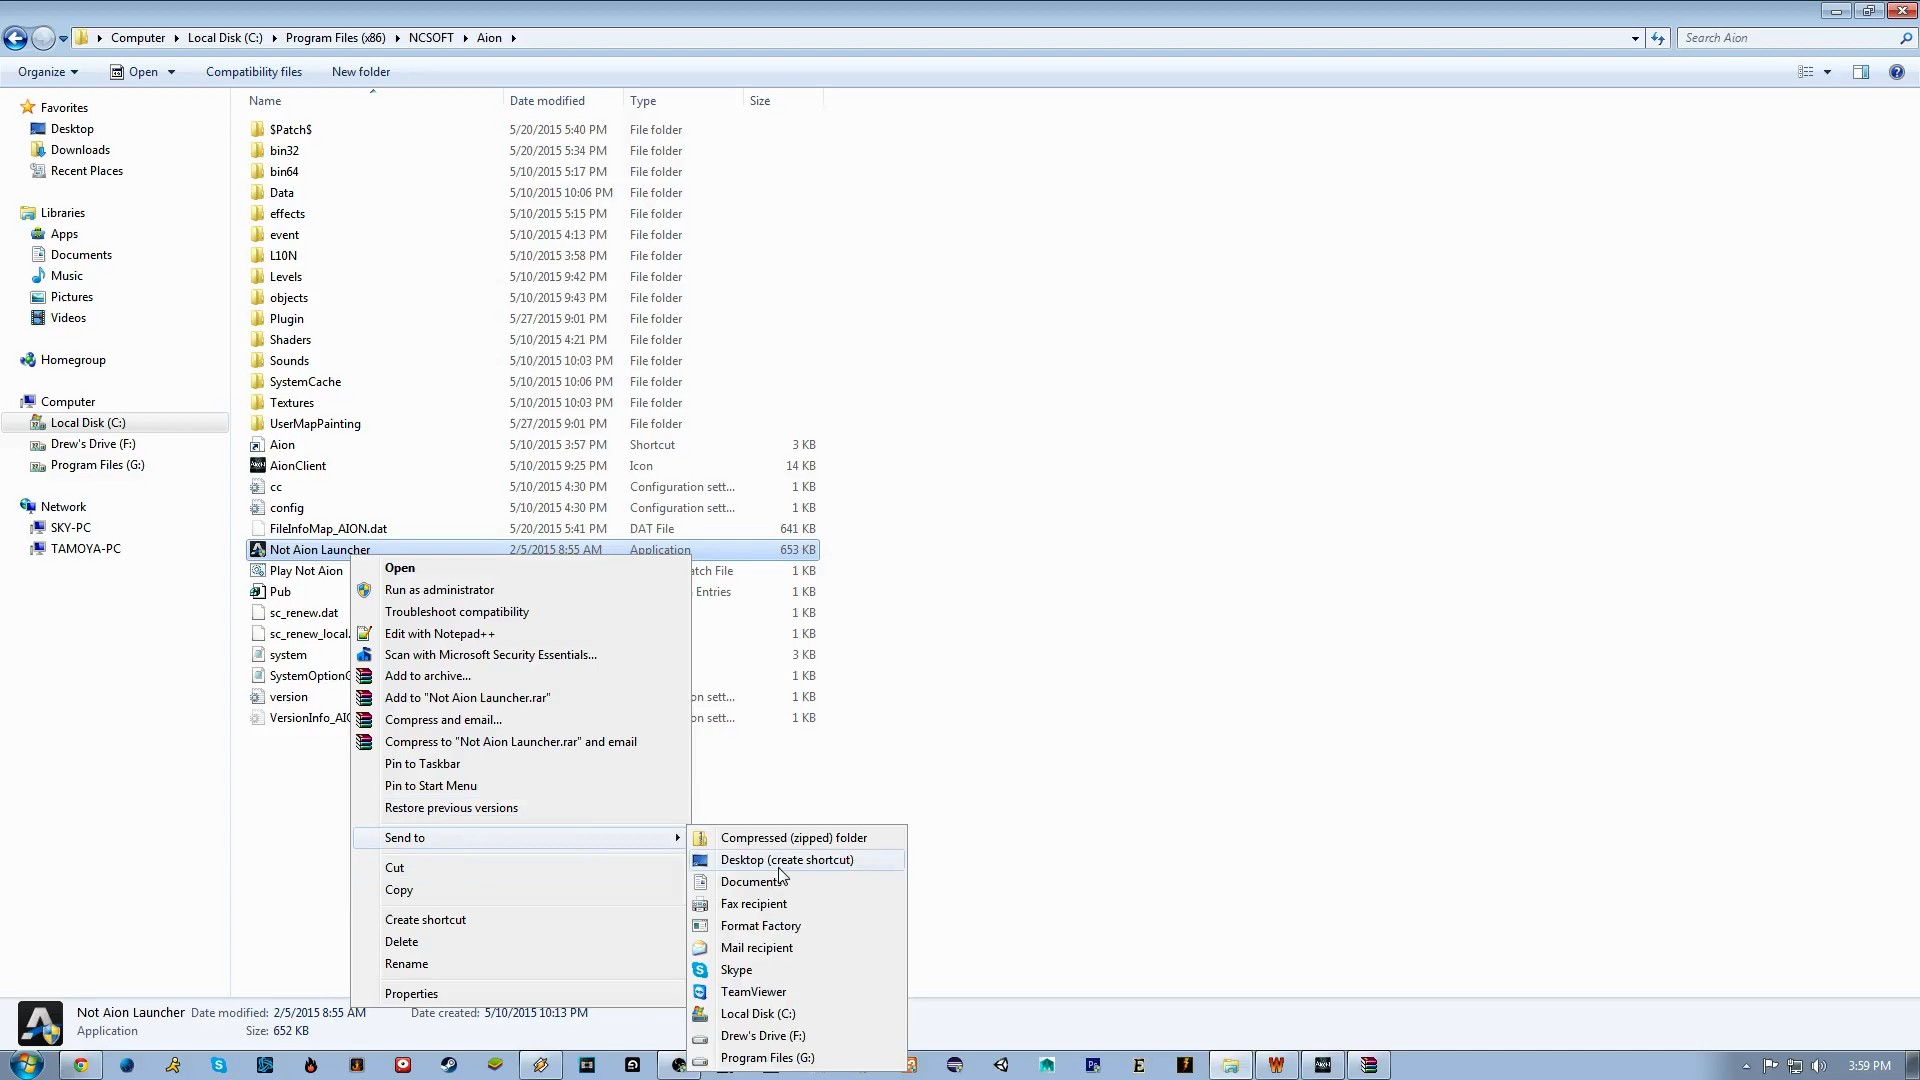 Computer Local Disk (C:) Program Files (x86) NCSOFT Aion
Search Aion
Organize Open Compatibility files New folder
Name Date modified Type Size
Favorites
Desktop
Downloads
Recent Places
Libraries
Apps
Documents
Music
Pictures
Videos
Homegroup
Computer
Local Disk (C:)
Drew's Drive (F:)
Program Files (G:)
Network
SKY-PC
TAMOYA-PC
$Patch$ 5/20/2015 5:40 PM File folder
bin32 5/20/2015 5:34 PM File folder
bin64 5/10/2015 5:17 PM File folder
Data 5/10/2015 10:06 PM File folder
effects 5/10/2015 5:15 PM File folder
event 5/10/2015 4:13 PM File folder
L10N 5/10/2015 3:58 PM File folder
Levels 5/10/2015 9:42 PM File folder
objects 5/10/2015 9:43 PM File folder
Plugin 5/27/2015 9:01 PM File folder
Shaders 5/10/2015 4:21 PM File folder
Sounds 5/10/2015 10:03 PM File folder
SystemCache 5/10/2015 10:06 PM File folder
Textures 5/10/2015 10:03 PM File folder
UserMapPainting 5/27/2015 9:01 PM File folder
Aion 5/10/2015 3:57 PM Shortcut 3 KB
AionClient 5/10/2015 9:25 PM Icon 14 KB
cc 5/10/2015 4:30 PM Configuration sett... 1 KB
config 5/10/2015 4:30 PM Configuration sett... 1 KB
FileInfoMap_AION.dat 5/20/2015 5:41 PM DAT File 641 KB
Not Aion Launcher 2/5/2015 8:55 AM Application 653 KB
Play Not Aion atch File 1 KB
Pub Entries 1 KB
sc_renew.dat 1 KB
sc_renew_local. 1 KB
system 3 KB
SystemOptionG 1 KB
version on sett... 1 KB
VersionInfo_AIO on sett... 1 KB
Open
Run as administrator
Troubleshoot compatibility
Edit with Notepad++
Scan with Microsoft Security Essentials...
Add to archive...
Add to "Not Aion Launcher.rar"
Compress and email...
Compress to "Not Aion Launcher.rar" and email
Pin to Taskbar
Pin to Start Menu
Restore previous versions
Send to
Cut
Copy
Create shortcut
Delete
Rename
Properties
Compressed (zipped) folder
Desktop (create shortcut)
Documents
Fax recipient
Format Factory
Mail recipient
Skype
TeamViewer
Local Disk (C:)
Drew's Drive (F:)
Program Files (G:)
Not Aion Launcher Date modified: 2/5/2015 8:55 AM Date created: 5/10/2015 10:13 PM
Application Size: 652 KB
3:59 PM